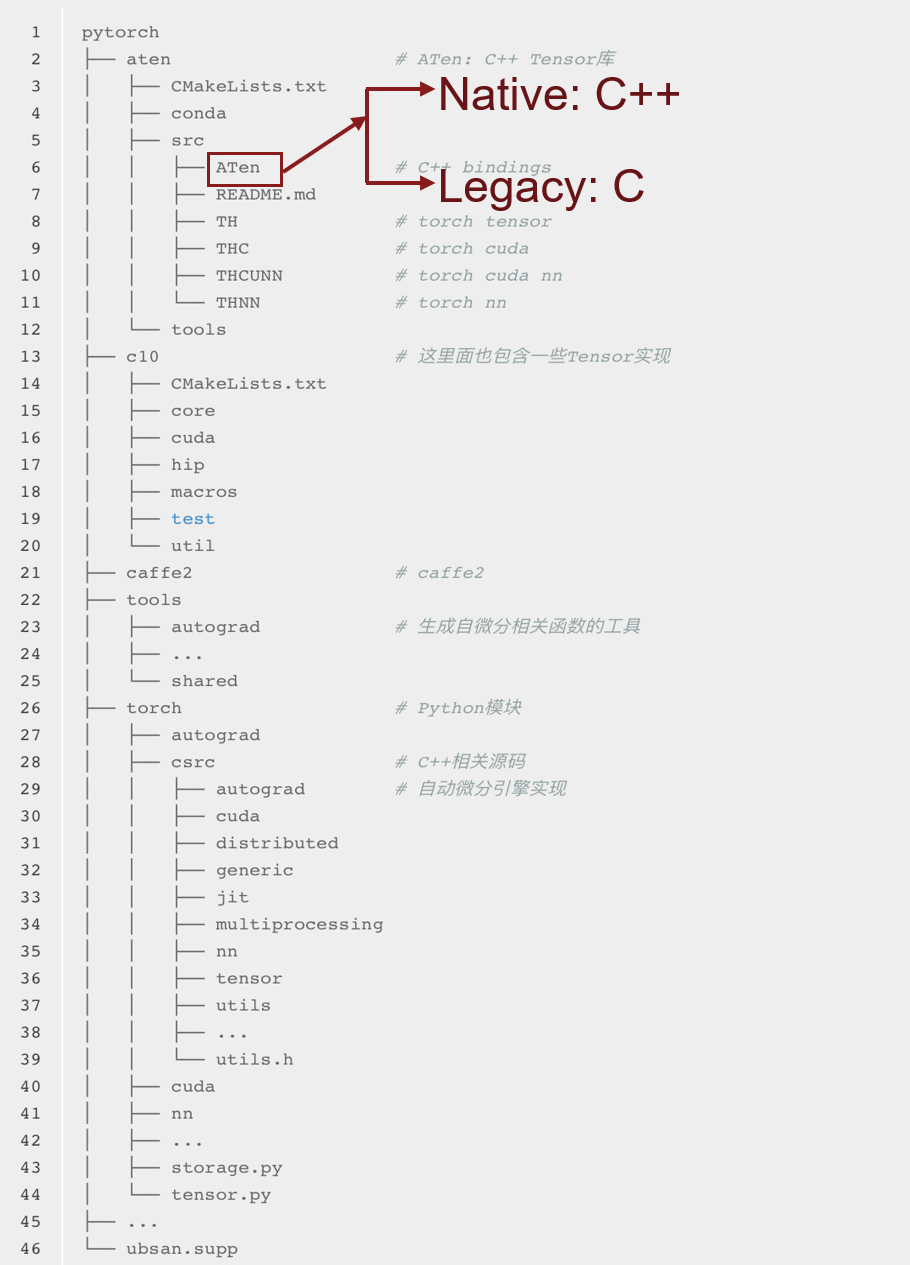 1 pytorch
2 ├── aten # ATen: C++ Tensor库
3 │ ├── CMakeLists.txt
Native: C++
4 │ ├── conda
5 │ ├── src
6 │ │ ├── ATen # C++ bindings
Legacy: C
7 │ │ ├── README.md
8 │ │ ├── TH # torch tensor
9 │ │ ├── THC # torch cuda
10 │ │ ├── THCUNN # torch cuda nn
11 │ │ └── THNN # torch nn
12 │ └── tools
13 ├── c10 # 这里面也包含一些Tensor实现
14 │ ├── CMakeLists.txt
15 │ ├── core
16 │ ├── cuda
17 │ ├── hip
18 │ ├── macros
19 │ ├── test
20 │ └── util
21 ├── caffe2 # caffe2
22 ├── tools
23 │ ├── autograd # 生成自微分相关函数的工具
24 │ ├── ...
25 │ └── shared
26 ├── torch # Python模块
27 │ ├── autograd
28 │ ├── csrc # C++相关源码
29 │ │ ├── autograd # 自动微分引擎实现
30 │ │ ├── cuda
31 │ │ ├── distributed
32 │ │ ├── generic
33 │ │ ├── jit
34 │ │ ├── multiprocessing
35 │ │ ├── nn
36 │ │ ├── tensor
37 │ │ ├── utils
38 │ │ ├── ...
39 │ │ └── utils.h
40 │ ├── cuda
41 │ ├── nn
42 │ ├── ...
43 │ ├── storage.py
44 │ └── tensor.py
45 ├── ...
46 └── ubsan.supp